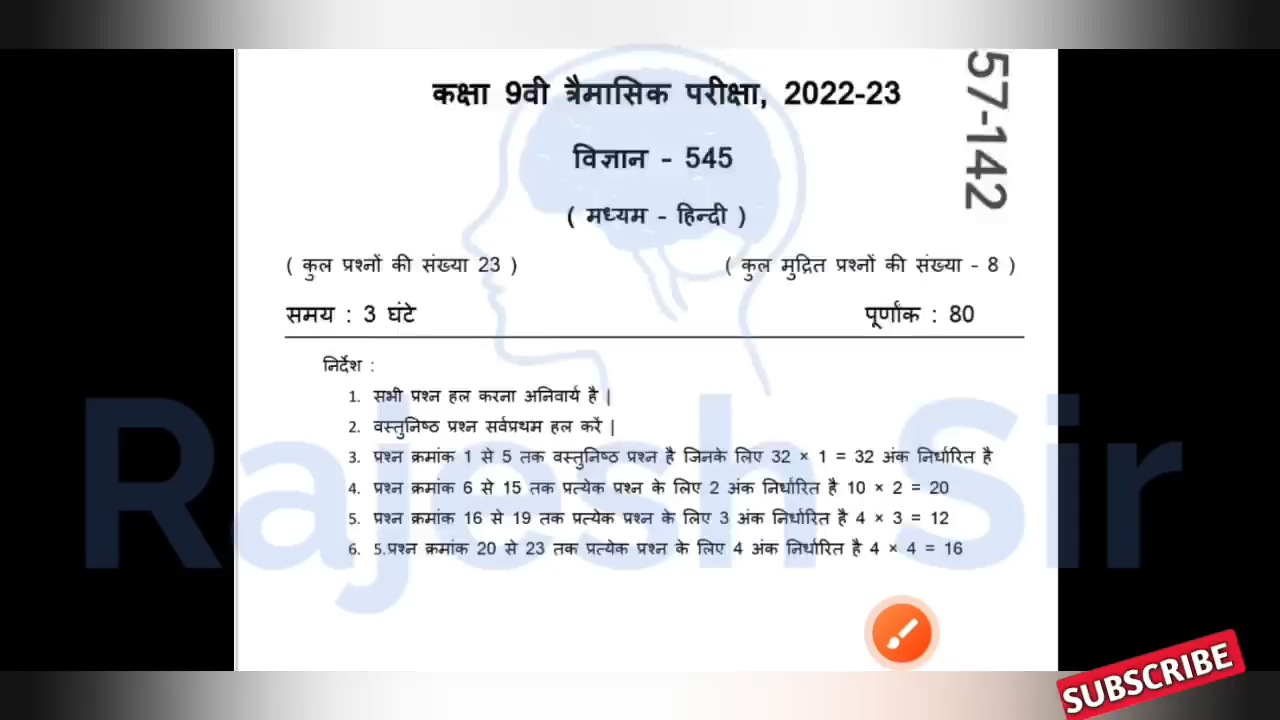 कक्षा 9वी त्रैमासिक परीक्षा, 2022-23
57-142
विज्ञान - 545
( मध्यम - हिन्दी )
( कुल प्रश्नों की संख्या 23 ) ( कुल मुद्रित प्रश्नों की संख्या - 8 )
समय : 3 घंटे पूर्णांक : 80
निर्देश :
1. सभी प्रश्न हल करना अनिवार्य है |
2. वस्तुनिष्ठ प्रश्न सर्वप्रथम हल करें |
3. प्रश्न क्रमांक 1 से 5 तक वस्तुनिष्ठ प्रश्न है जिनके लिए 32 × 1 = 32 अंक निर्धारित है
4. प्रश्न क्रमांक 6 से 15 तक प्रत्येक प्रश्न के लिए 2 अंक निर्धारित है 10 × 2 = 20
5. प्रश्न क्रमांक 16 से 19 तक प्रत्येक प्रश्न के लिए 3 अंक निर्धारित है 4 × 3 = 12
6. 5.प्रश्न क्रमांक 20 से 23 तक प्रत्येक प्रश्न के लिए 4 अंक निर्धारित है 4 × 4 = 16
Rajesh Sir
SUBSCRIBE